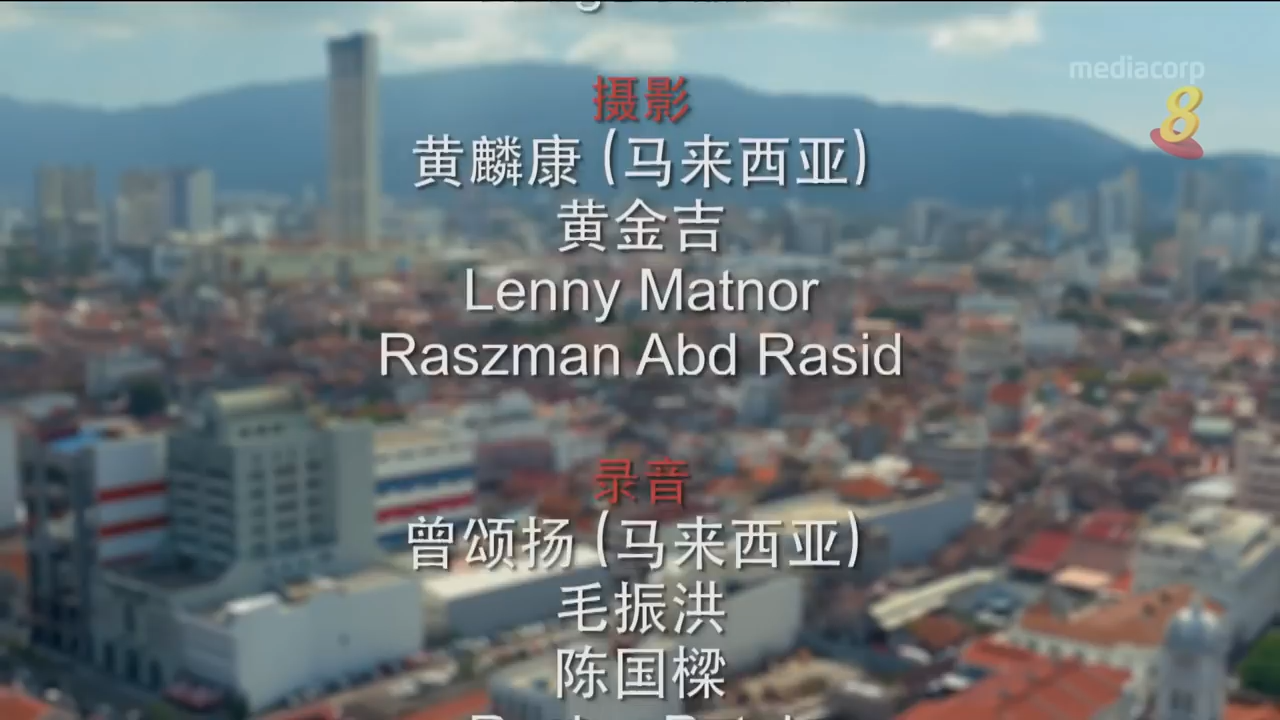 mediacorp
8
摄影
黄麟康 (马来西亚)
黄金吉
Lenny Matnor
Raszman Abd Rasid
录音
曾颂扬 (马来西亚)
毛振洪
陈国樑